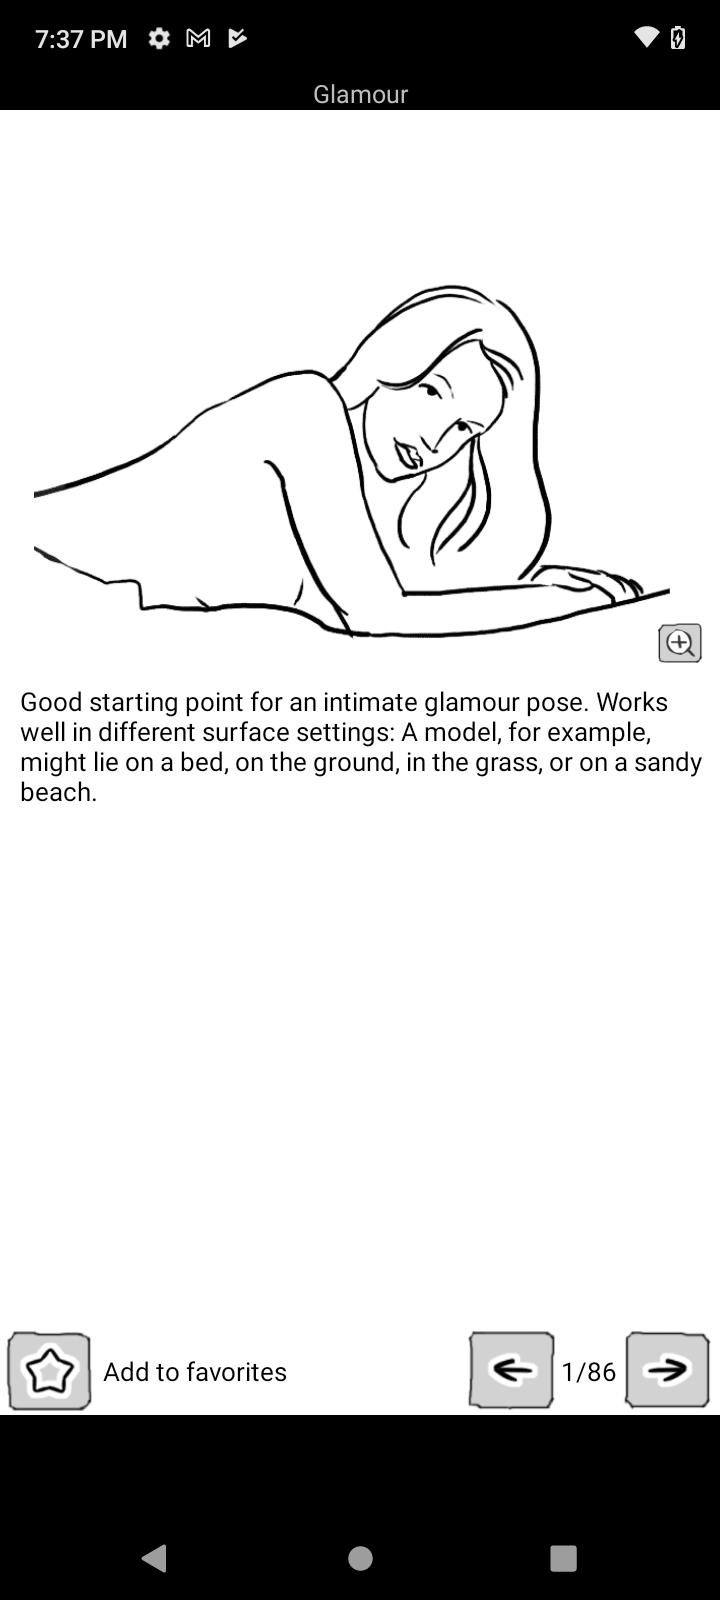 7:37 PM
Glamour
Good starting point for an intimate glamour pose. Works
well in different surface settings: A model, for example,
might lie on a bed, on the ground, in the grass, or on a sandy
beach.
Add to favorites
1/86